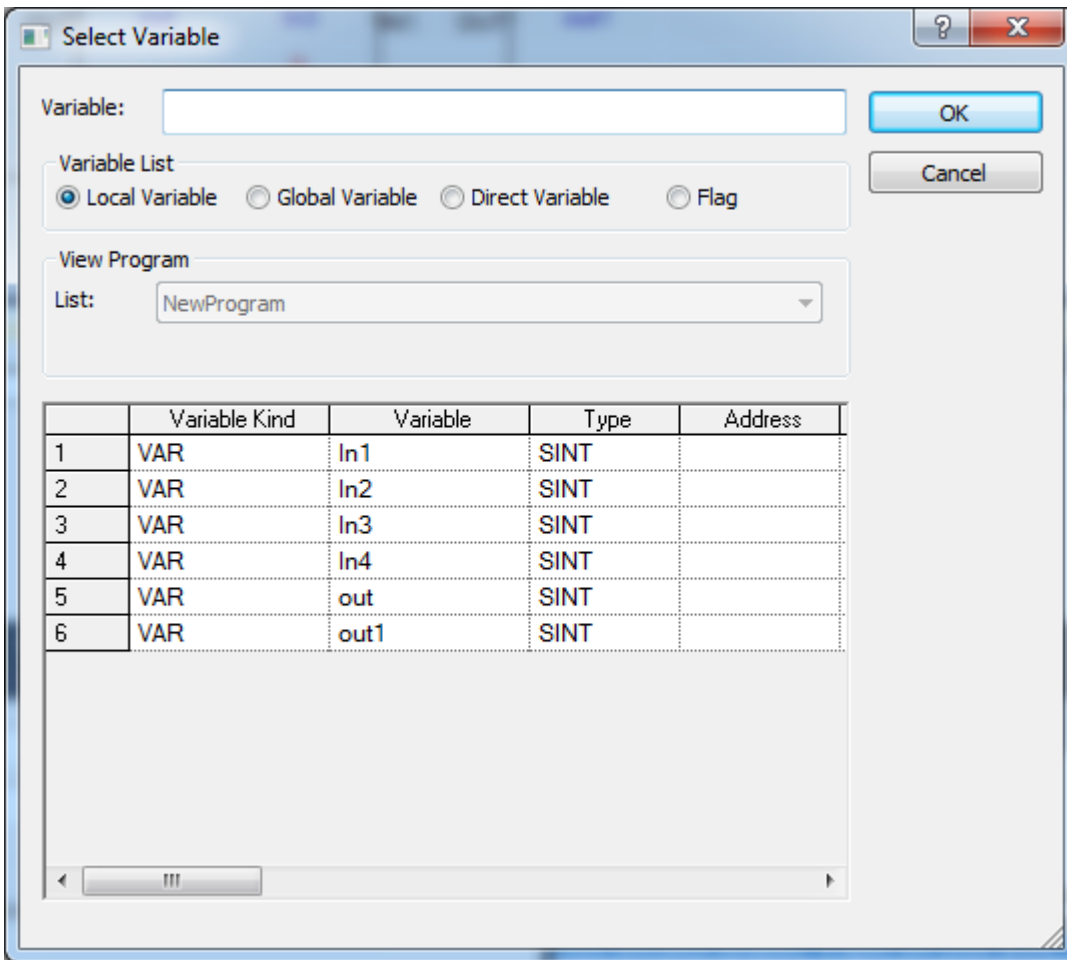 Select Variable
Variable:
OK
Variable List
Cancel
Local Variable Global Variable Direct Variable Flag
View Program
List: NewProgram
Variable Kind Variable Type Address
1 VAR In1 SINT
2 VAR In2 SINT
3 VAR In3 SINT
4 VAR In4 SINT
5 VAR out SINT
6 VAR out1 SINT